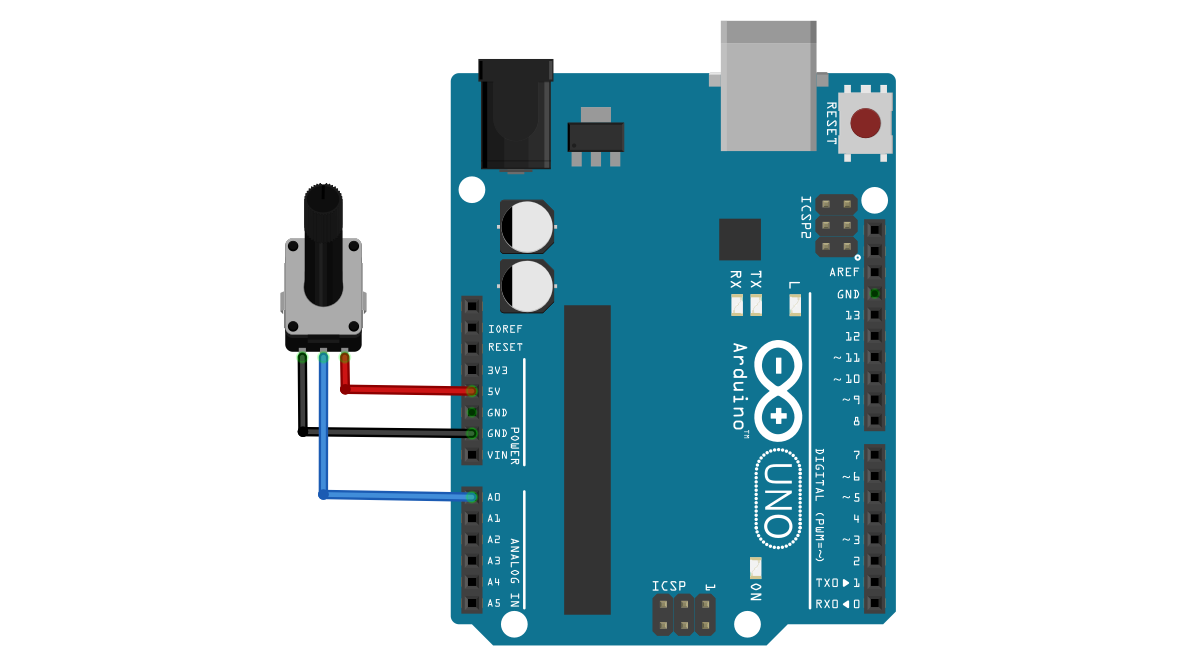 RESET
ICSP2
IOREF
RESET
3V3
5V
GND
GND
VIN
POWER
A0
A1
A2
A3
A4
A5
ANALOG IN
RX
TX
L
Arduino™
UNO
ON
ICSP
1
AREF
GND
13
12
~11
~10
~9
8
7
~6
~5
4
~3
2
TX0▶1
RX0◀0
DIGITAL (PWM=~)